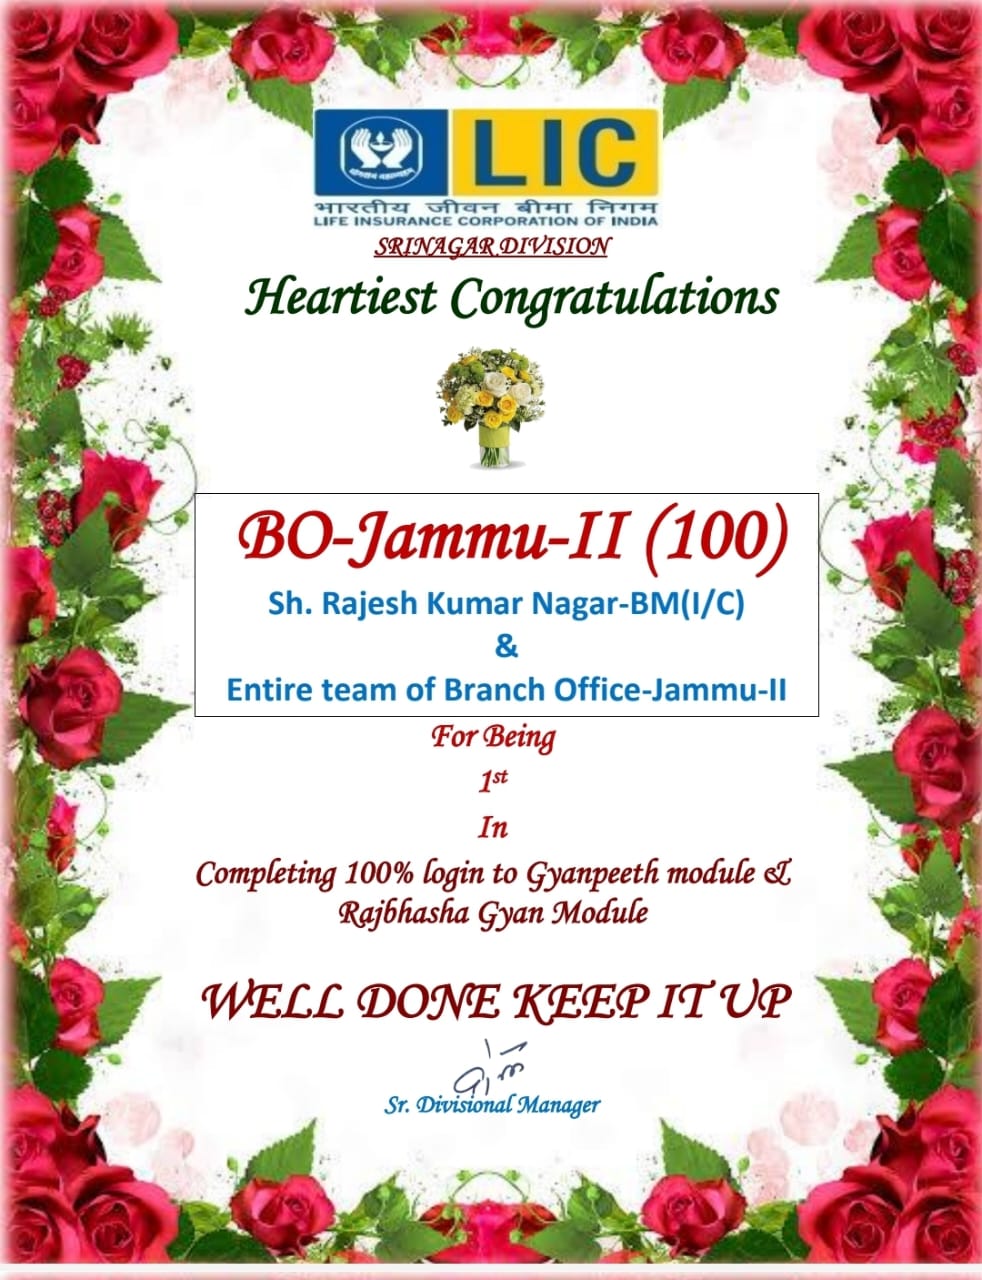 LIC
भारतीय जीवन बीमा निगम
LIFE INSURANCE CORPORATION OF INDIA
SRINAGAR DIVISION
Heartiest Congratulations
BO-Jammu-II (100)
Sh. Rajesh Kumar Nagar-BM(I/C)
&
Entire team of Branch Office-Jammu-II
For Being
1st
In
Completing 100% login to Gyanpeeth module &
Rajbhasha Gyan Module
WELL DONE KEEP IT UP
Sr. Divisional Manager